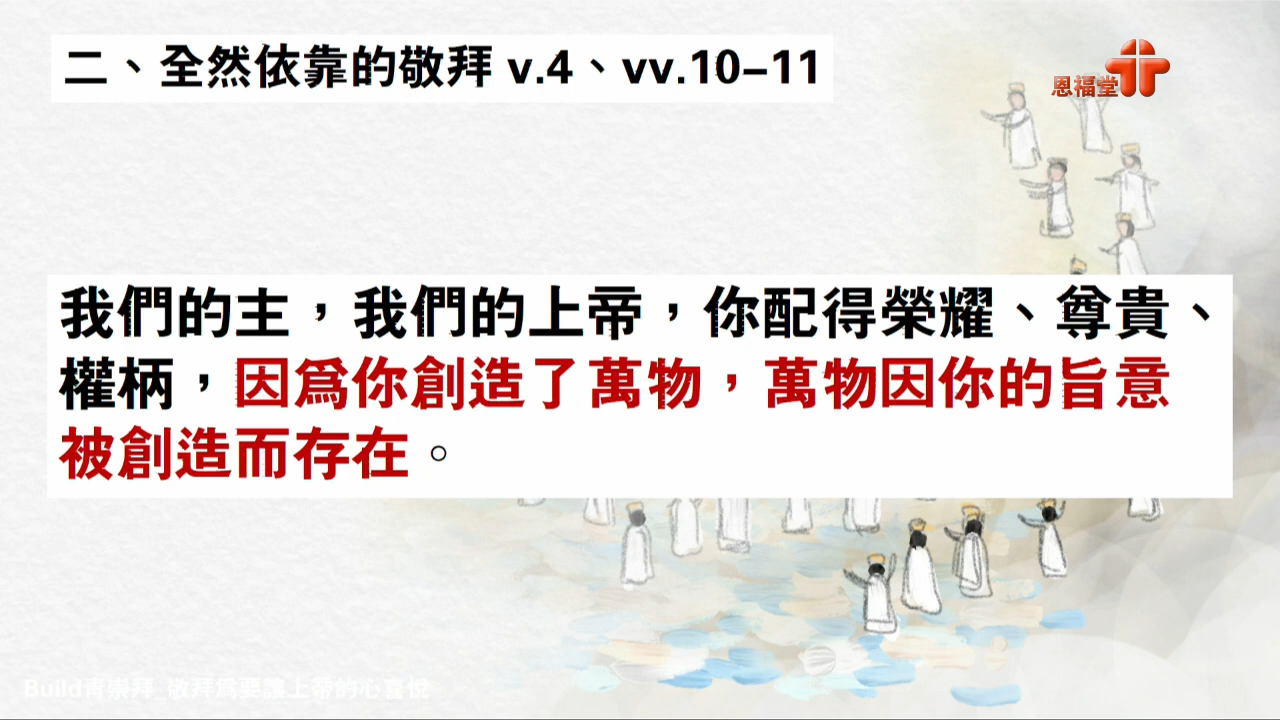 二、全然依靠的敬拜 v.4、vv.10-11
恩福堂
我們的主，我們的上帝，你配得榮耀、尊貴、
權柄，因爲你創造了萬物，萬物因你的旨意
被創造而存在。
Build青崇拜_敬拜爲要讓上帝的心喜悅